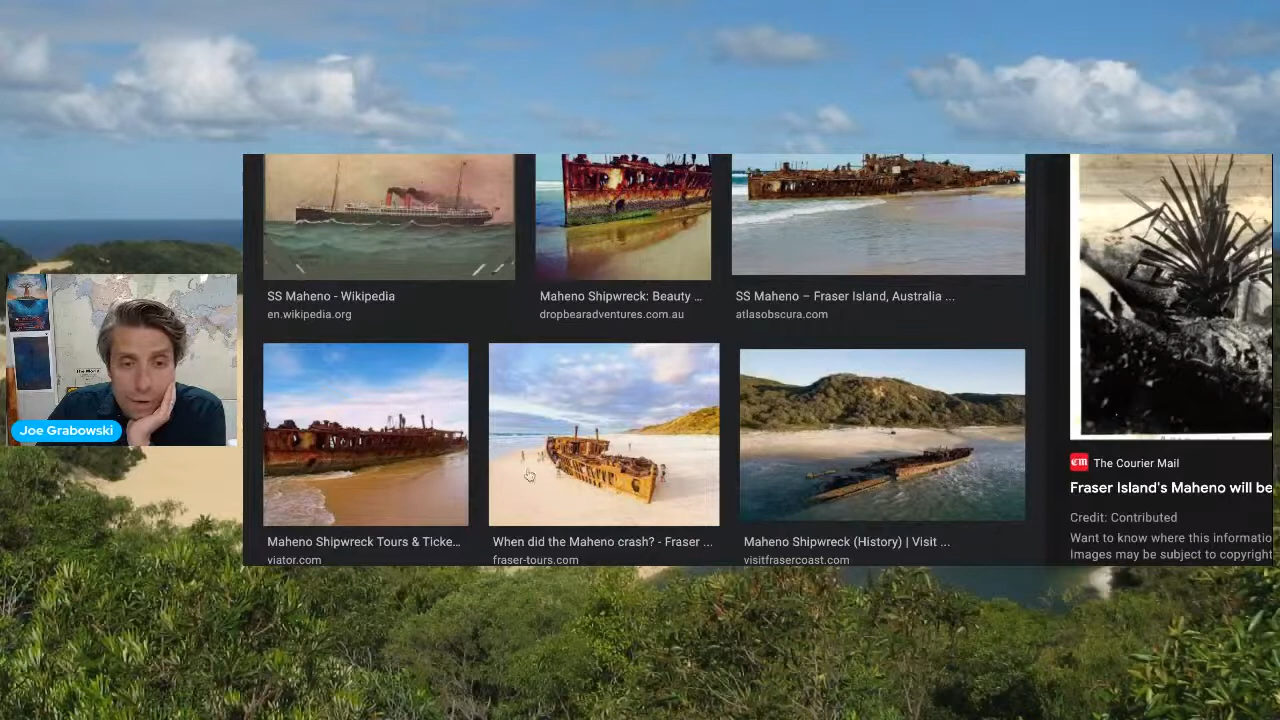 SS Maheno - Wikipedia
en.wikipedia.org
Maheno Shipwreck: Beauty ...
dropbearadventures.com.au
SS Maheno – Fraser Island, Australia ...
atlasobscura.com
Joe Grabowski
Maheno Shipwreck Tours & Ticke...
viator.com
When did the Maheno crash? - Fraser ...
fraser-tours.com
Maheno Shipwreck (History) | Visit ...
visitfrasercoast.com
cm The Courier Mail
Fraser Island's Maheno will be
Credit: Contributed
Want to know where this informatio
Images may be subject to copyright